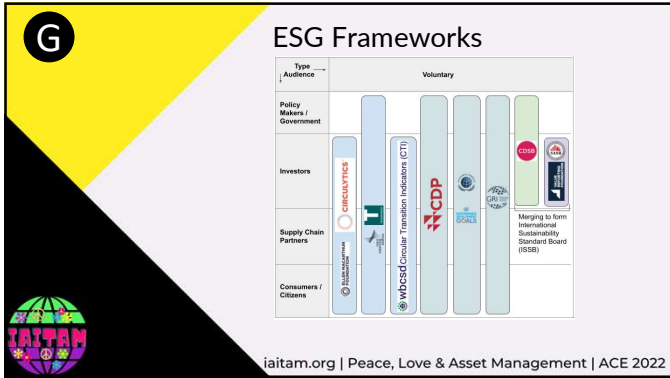 G
ESG Frameworks
Type
Audience
Voluntary
Policy
Makers /
Government
Investors
Supply Chain
Partners
Consumers /
Citizens
CIRCULYTICS
ELLEN MACARTHUR
FOUNDATION
wbcsd Circular Transition Indicators (CTI)
CDP
GOALS
GRI
CDSB
Merging to form
International
Sustainability
Standard Board
(ISSB)
IAITAM
iaitam.org | Peace, Love & Asset Management | ACE 2022